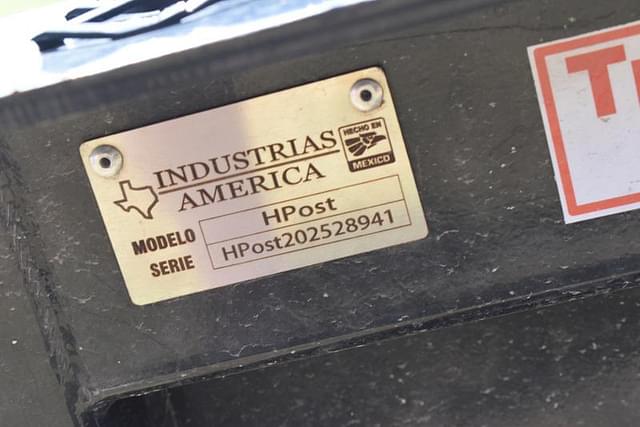 INDUSTRIAS
AMERICA
HECHO EN
MEXICO
MODELO HPost
SERIE HPost202528941
T